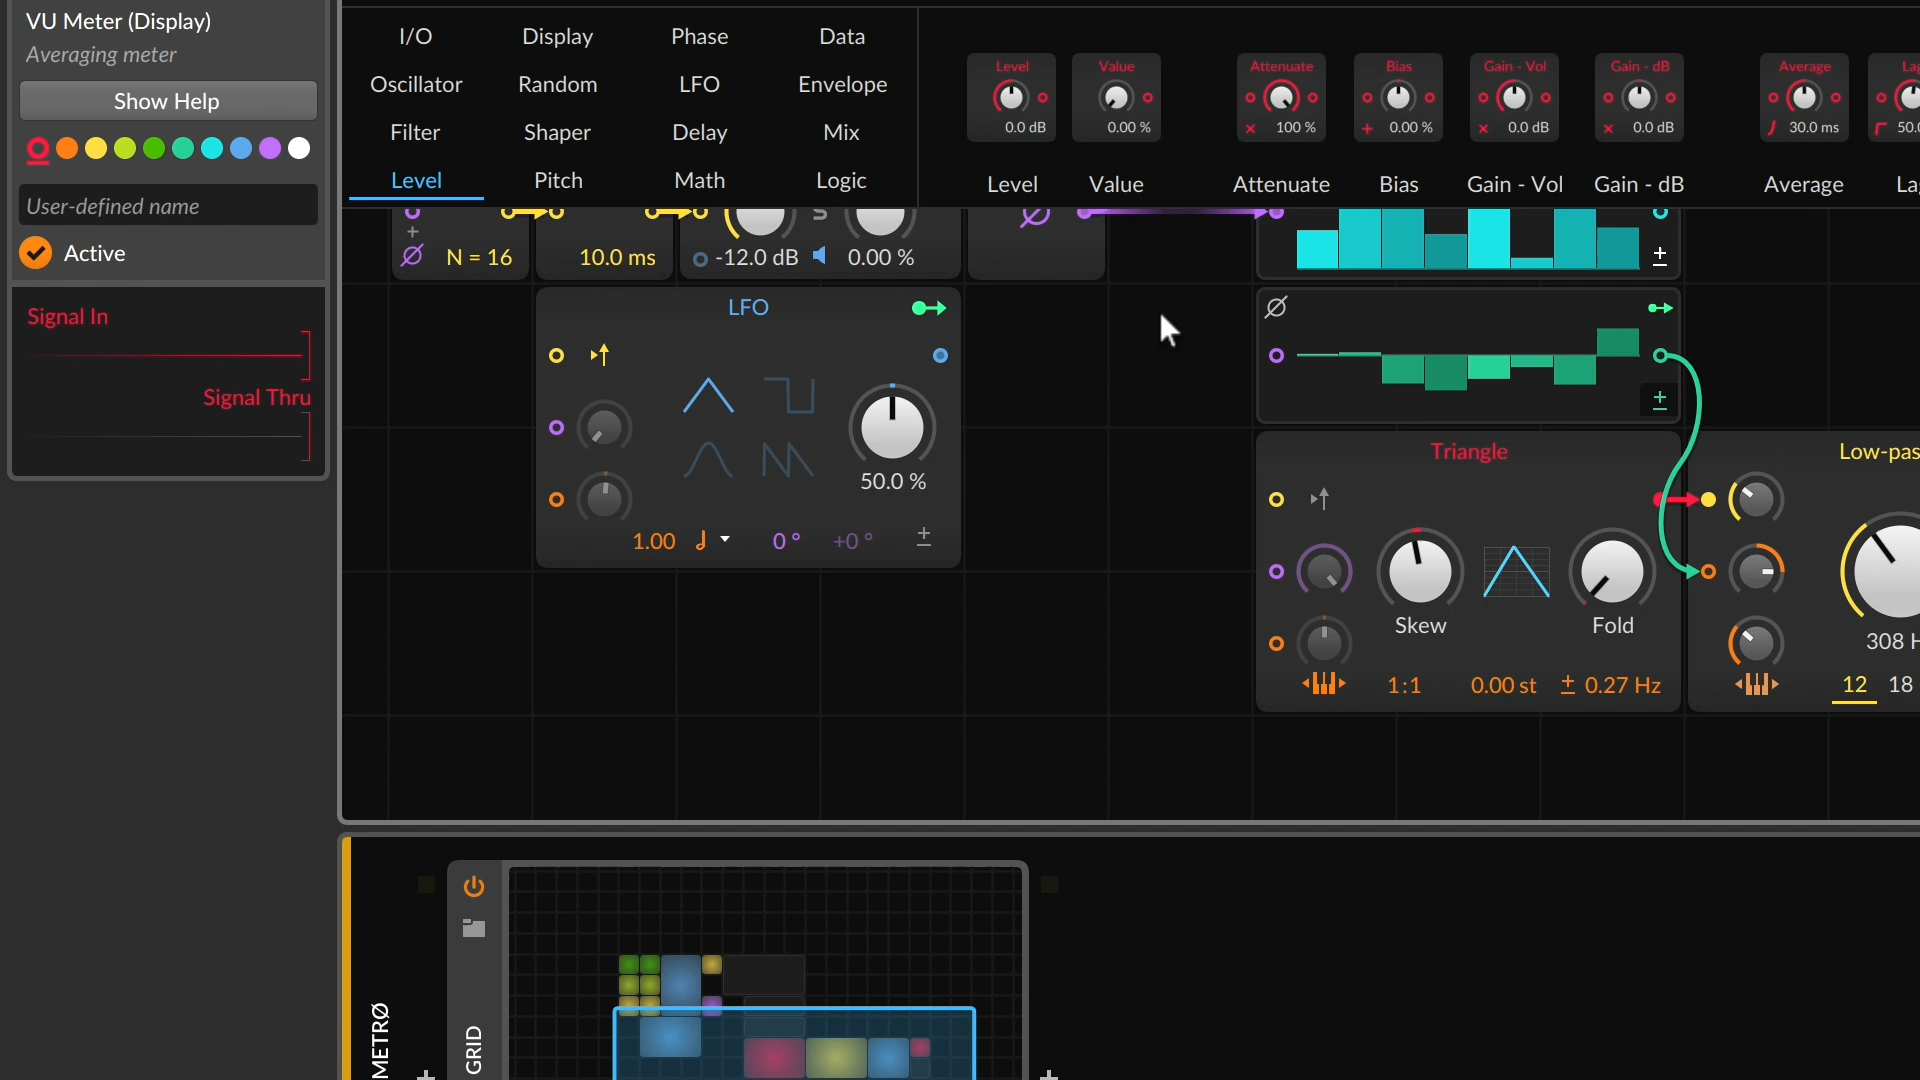 VU Meter (Display)
Averaging meter
Show Help
User-defined name
Active
Signal In
Signal Thru
I/O Display Phase Data
Oscillator Random LFO Envelope
Filter Shaper Delay Mix
Level Pitch Math Logic
Level Value Attenuate Bias Gain - Vol Gain - dB Average
0.0 dB 0.00 % × 100 % + 0.00 % × 0.0 dB × 0.0 dB 30.0 ms
Level Value Attenuate Bias Gain - Vol Gain - dB Average
N = 16 10.0 ms -12.0 dB 0.00 %
LFO
50.0 %
1.00 0° +0° ±
Triangle
Low-pas
Skew
Fold
308 H
1:1 0.00 st ± 0.27 Hz
12 18
METRØ
GRID